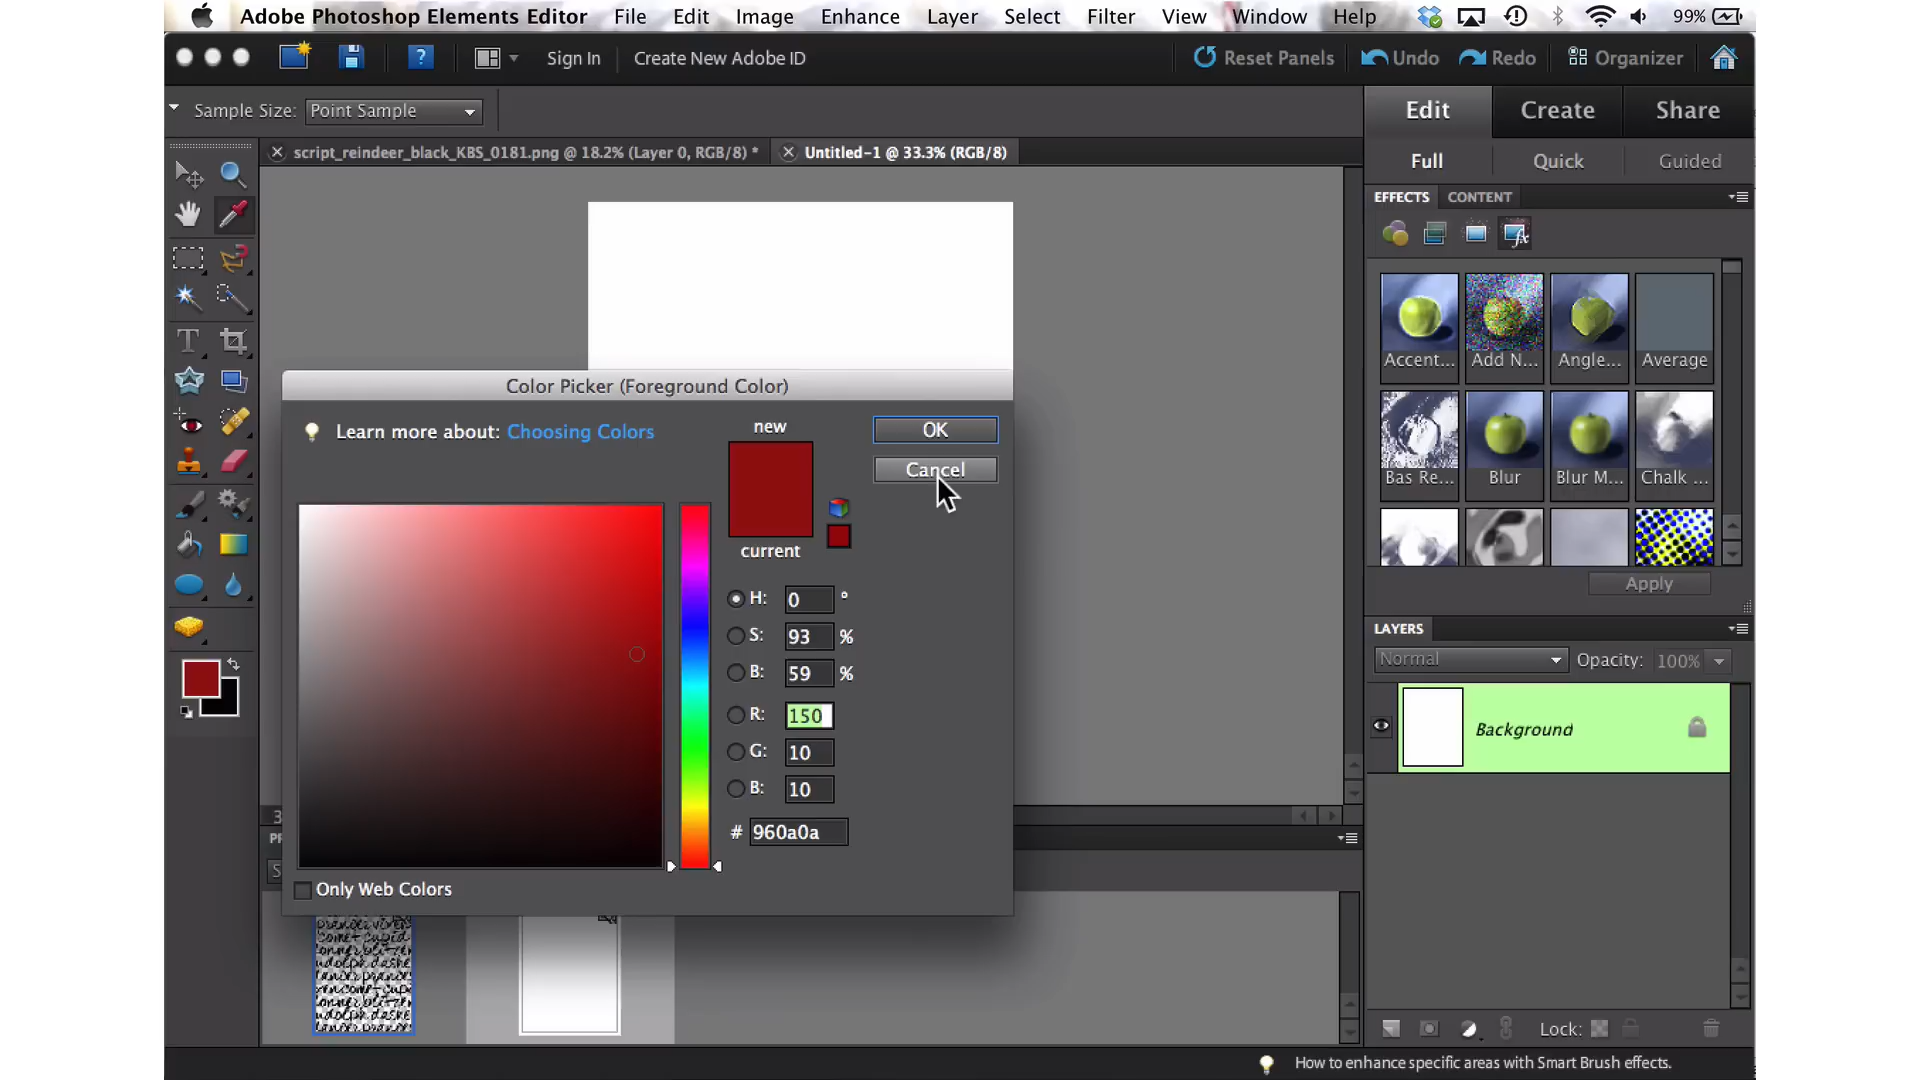 Adobe Photoshop Elements Editor File Edit Image Enhance Layer Select Filter View Window Help 99%
Sign In Create New Adobe ID Reset Panels Undo Redo Organizer
Sample Size: Point Sample
Edit Create Share
script_reindeer_black_KBS_0181.png @ 18.2% (Layer 0, RGB/8) * Untitled-1 @ 33.3% (RGB/8)
Full Quick Guided
EFFECTS CONTENT
Accent... Add N... Angle... Average
Color Picker (Foreground Color)
Learn more about: Choosing Colors
new
OK
Cancel
Bas Re... Blur Blur M... Chalk ...
current
Apply
H: 0 °
S: 93 %
B: 59 %
R: 150
G: 10
B: 10
# 960a0a
Only Web Colors
LAYERS
Normal Opacity: 100%
Background
Lock:
How to enhance specific areas with Smart Brush effects.